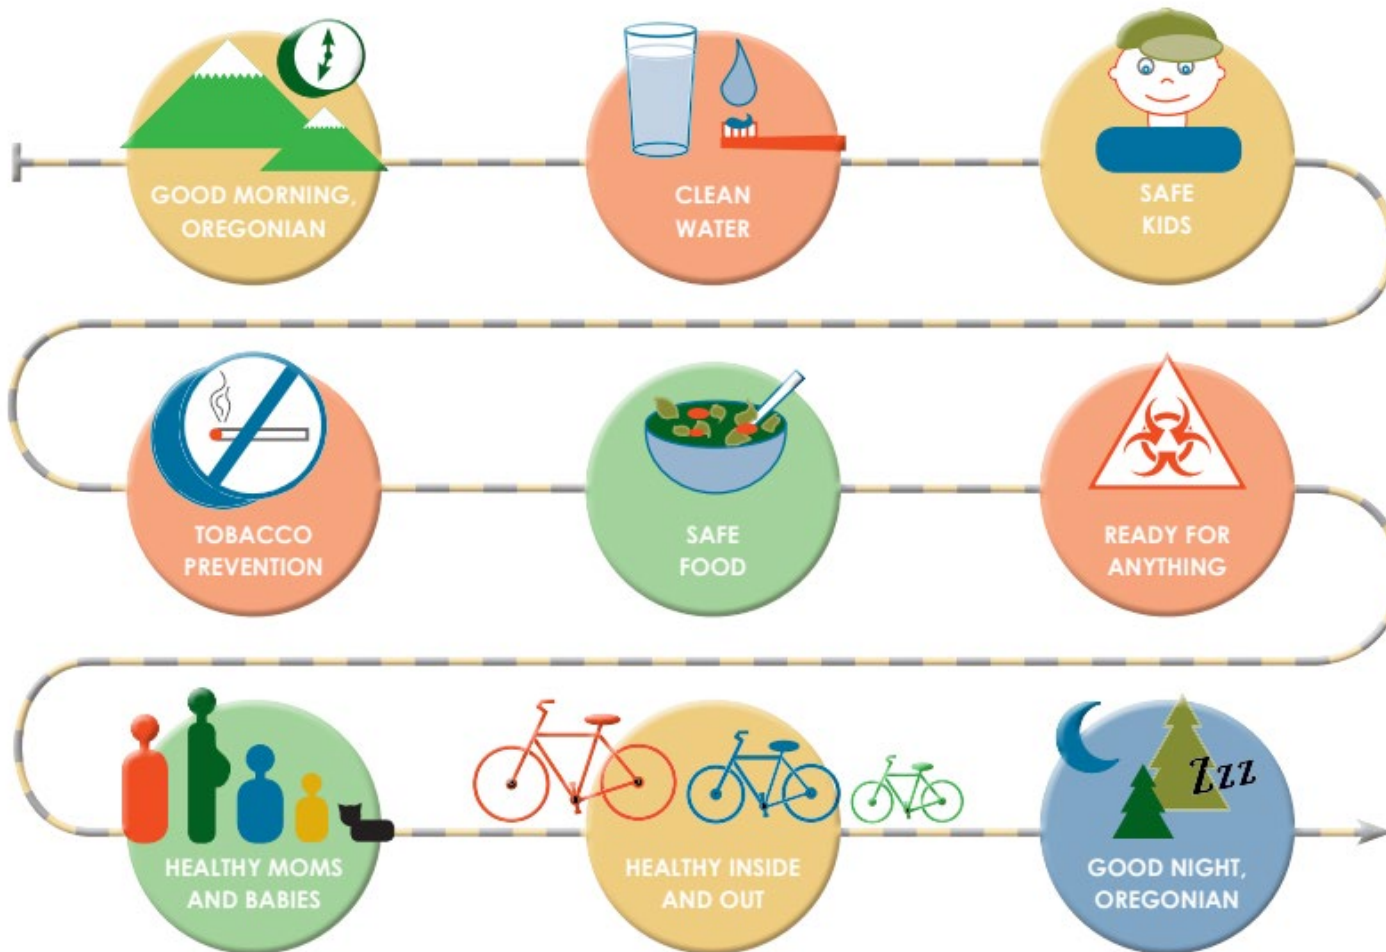 GOOD MORNING,
OREGONIAN
CLEAN
WATER
SAFE
KIDS
TOBACCO
PREVENTION
SAFE
FOOD
READY FOR
ANYTHING
HEALTHY MOMS
AND BABIES
HEALTHY INSIDE
AND OUT
Zzz
GOOD NIGHT,
OREGONIAN